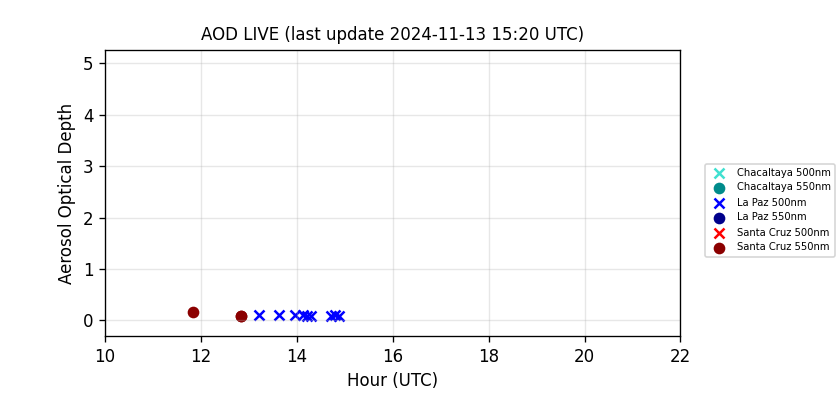 AOD LIVE (last update 2024-11-13 15:20 UTC)
Aerosol Optical Depth
5
4
3
2
1
0
10 12 14 16 18 20 22
Hour (UTC)
Chacaltaya 500nm
Chacaltaya 550nm
La Paz 500nm
La Paz 550nm
Santa Cruz 500nm
Santa Cruz 550nm